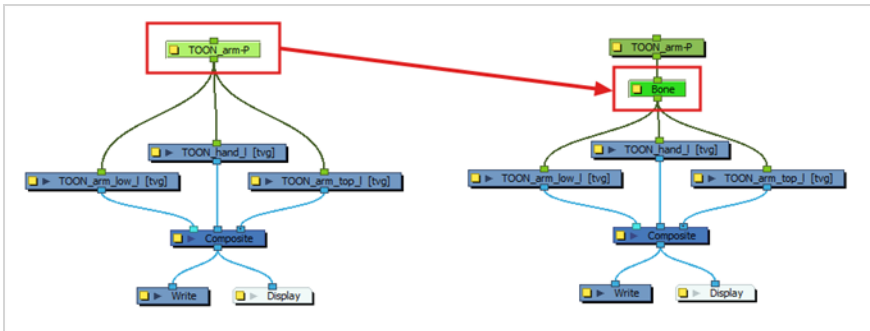 TOON_arm-P
TOON_hand_l [tvg]
TOON_arm_low_l [tvg]
TOON_arm_top_l [tvg]
Composite
Write
Display
TOON_arm-P
Bone
TOON_hand_l [tvg]
TOON_arm_low_l [tvg]
TOON_arm_top_l [tvg]
Composite
Write
Display